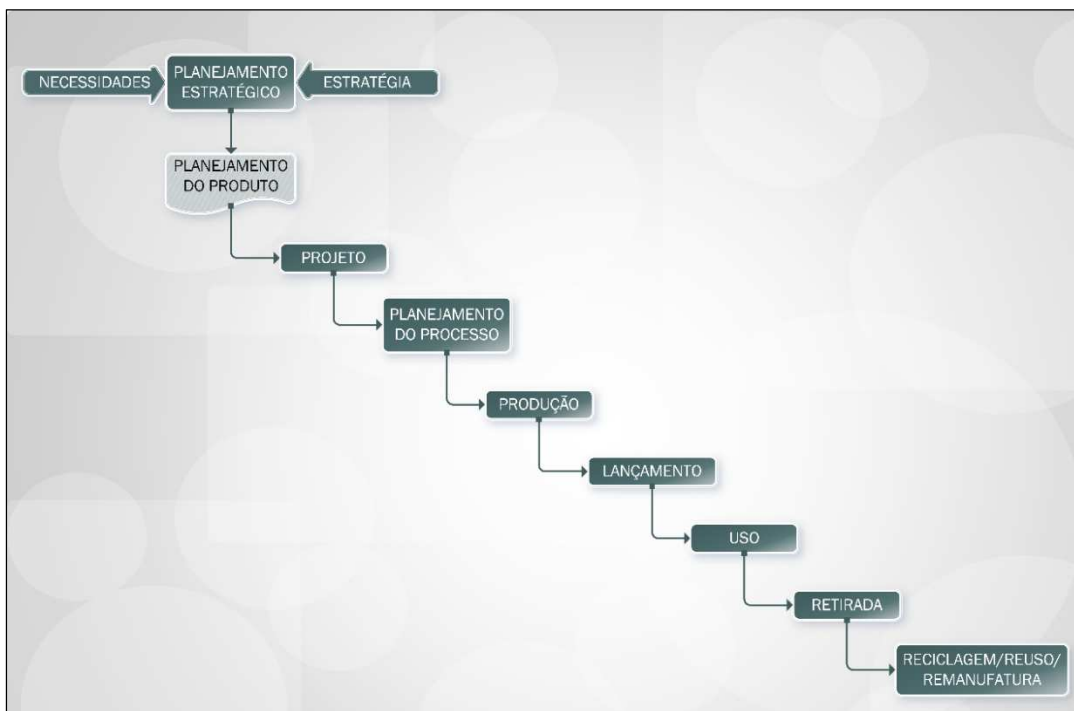 NECESSIDADES
PLANEJAMENTO
ESTRATÉGICO
ESTRATÉGIA
PLANEJAMENTO
DO PRODUTO
PROJETO
PLANEJAMENTO
DO PROCESSO
PRODUÇÃO
LANÇAMENTO
USO
RETIRADA
RECICLAGEM/REUSO/
REMANUFATURA